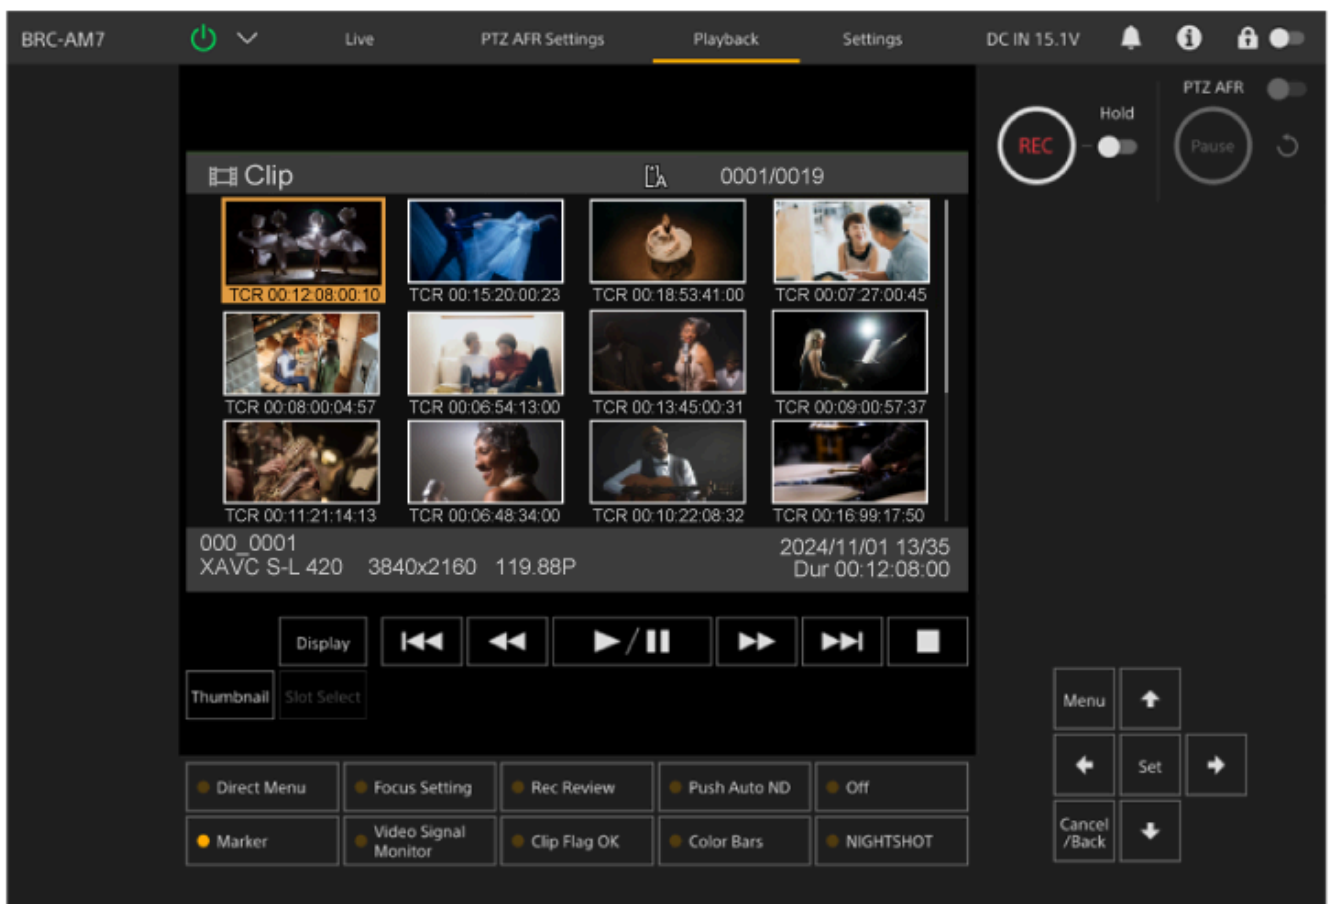 BRC-AM7 Live PTZ AFR Settings Playback Settings DC IN 15.1V
PTZ AFR
Hold
REC
Pause
Clip A 0001/0019
TCR 00:12:08:00:10 TCR 00:15:20:00:23 TCR 00:18:53:41:00 TCR 00:07:27:00:45
TCR 00:08:00:04:57 TCR 00:06:54:13:00 TCR 00:13:45:00:31 TCR 00:09:00:57:37
TCR 00:11:21:14:13 TCR 00:06:48:34:00 TCR 00:10:22:08:32 TCR 00:16:99:17:50
000_0001 2024/11/01 13/35
XAVC S-L 420 3840x2160 119.88P Dur 00:12:08:00
Display
Thumbnail Slot Select
Menu
Set
Cancel
/Back
Direct Menu Focus Setting Rec Review Push Auto ND Off
Marker Video Signal
Monitor Clip Flag OK Color Bars NIGHTSHOT